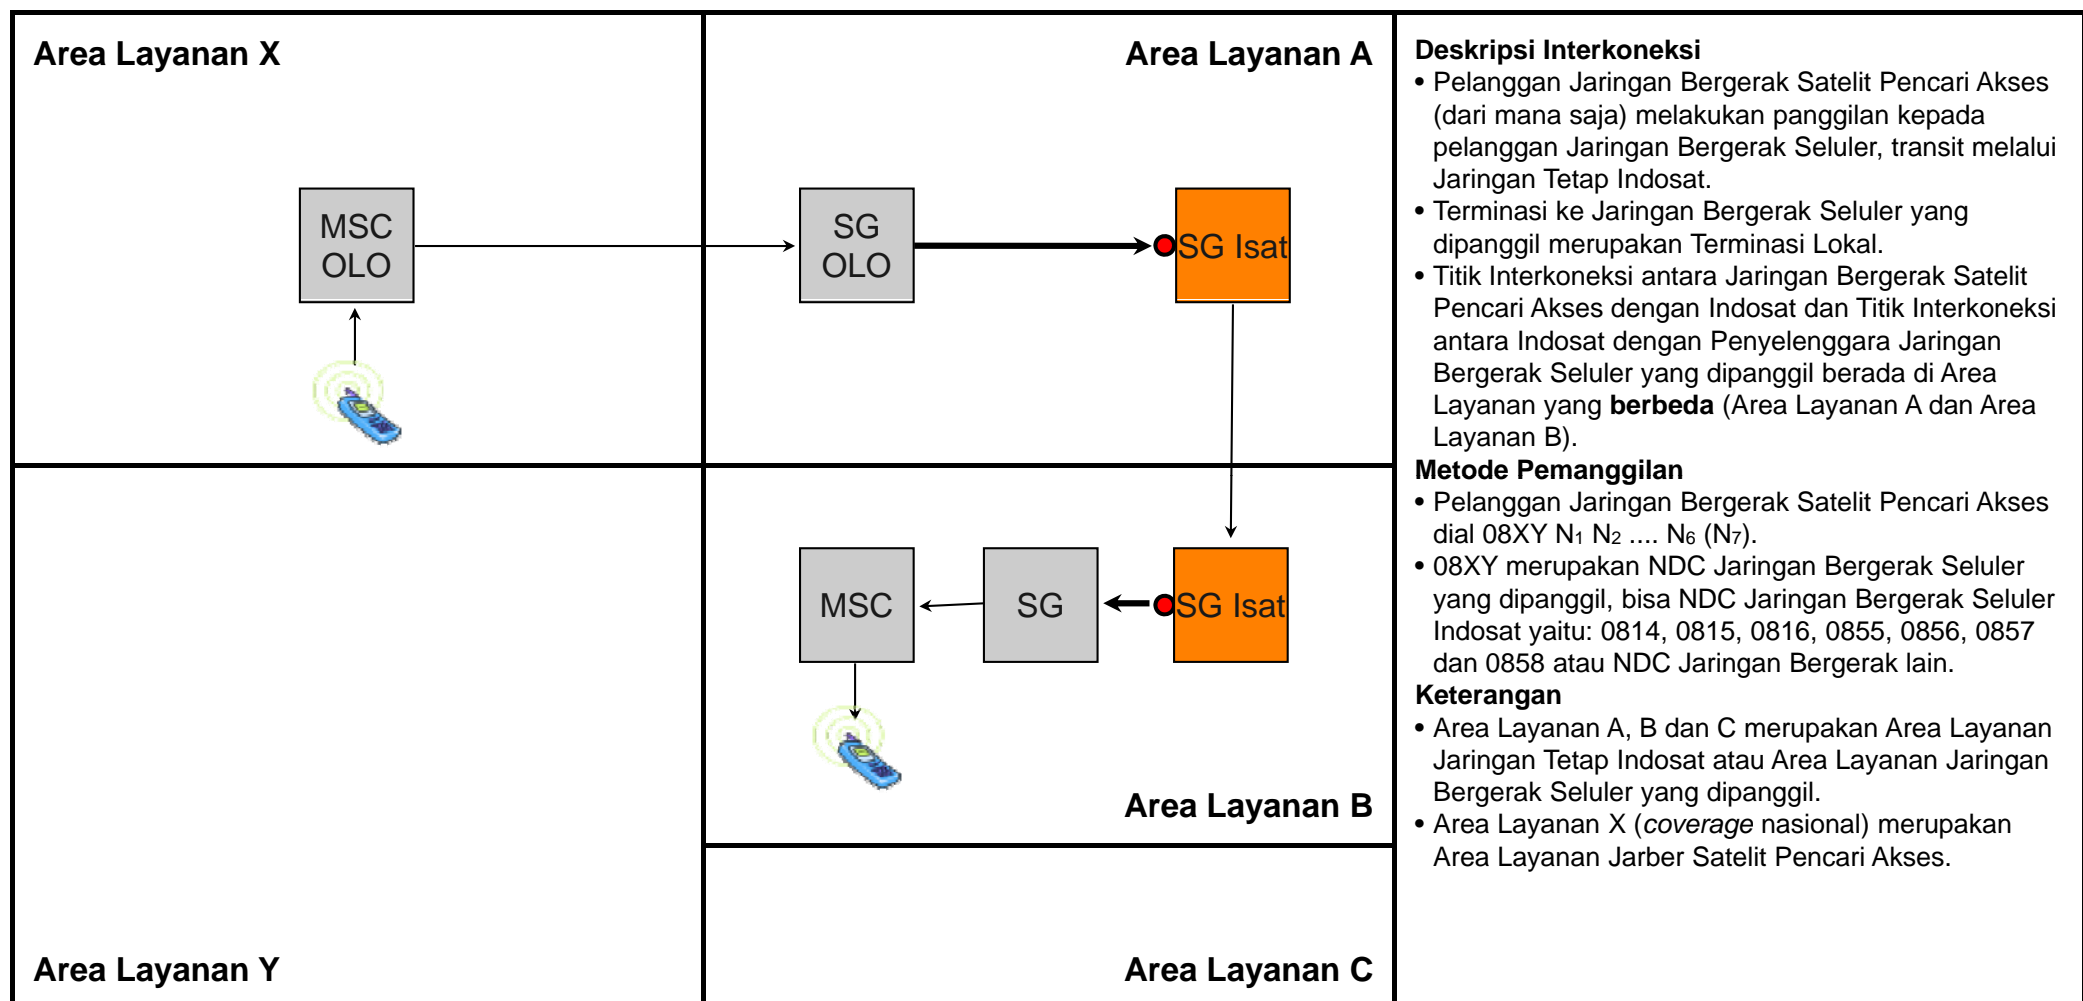 Area Layanan X
Area Layanan A
MSC
OLO
SG
OLO
SG Isat
MSC
SG
SG Isat
Area Layanan B
Area Layanan Y
Area Layanan C
Deskripsi Interkoneksi
• Pelanggan Jaringan Bergerak Satelit Pencari Akses
(dari mana saja) melakukan panggilan kepada
pelanggan Jaringan Bergerak Seluler, transit melalui
Jaringan Tetap Indosat.
• Terminasi ke Jaringan Bergerak Seluler yang
dipanggil merupakan Terminasi Lokal.
• Titik Interkoneksi antara Jaringan Bergerak Satelit
Pencari Akses dengan Indosat dan Titik Interkoneksi
antara Indosat dengan Penyelenggara Jaringan
Bergerak Seluler yang dipanggil berada di Area
Layanan yang berbeda (Area Layanan A dan Area
Layanan B).
Metode Pemanggilan
• Pelanggan Jaringan Bergerak Satelit Pencari Akses
dial 08XY N₁ N₂ .... N₆ (N₇).
• 08XY merupakan NDC Jaringan Bergerak Seluler
yang dipanggil, bisa NDC Jaringan Bergerak Seluler
Indosat yaitu: 0814, 0815, 0816, 0855, 0856, 0857
dan 0858 atau NDC Jaringan Bergerak lain.
Keterangan
• Area Layanan A, B dan C merupakan Area Layanan
Jaringan Tetap Indosat atau Area Layanan Jaringan
Bergerak Seluler yang dipanggil.
• Area Layanan X (coverage nasional) merupakan
Area Layanan Jarber Satelit Pencari Akses.